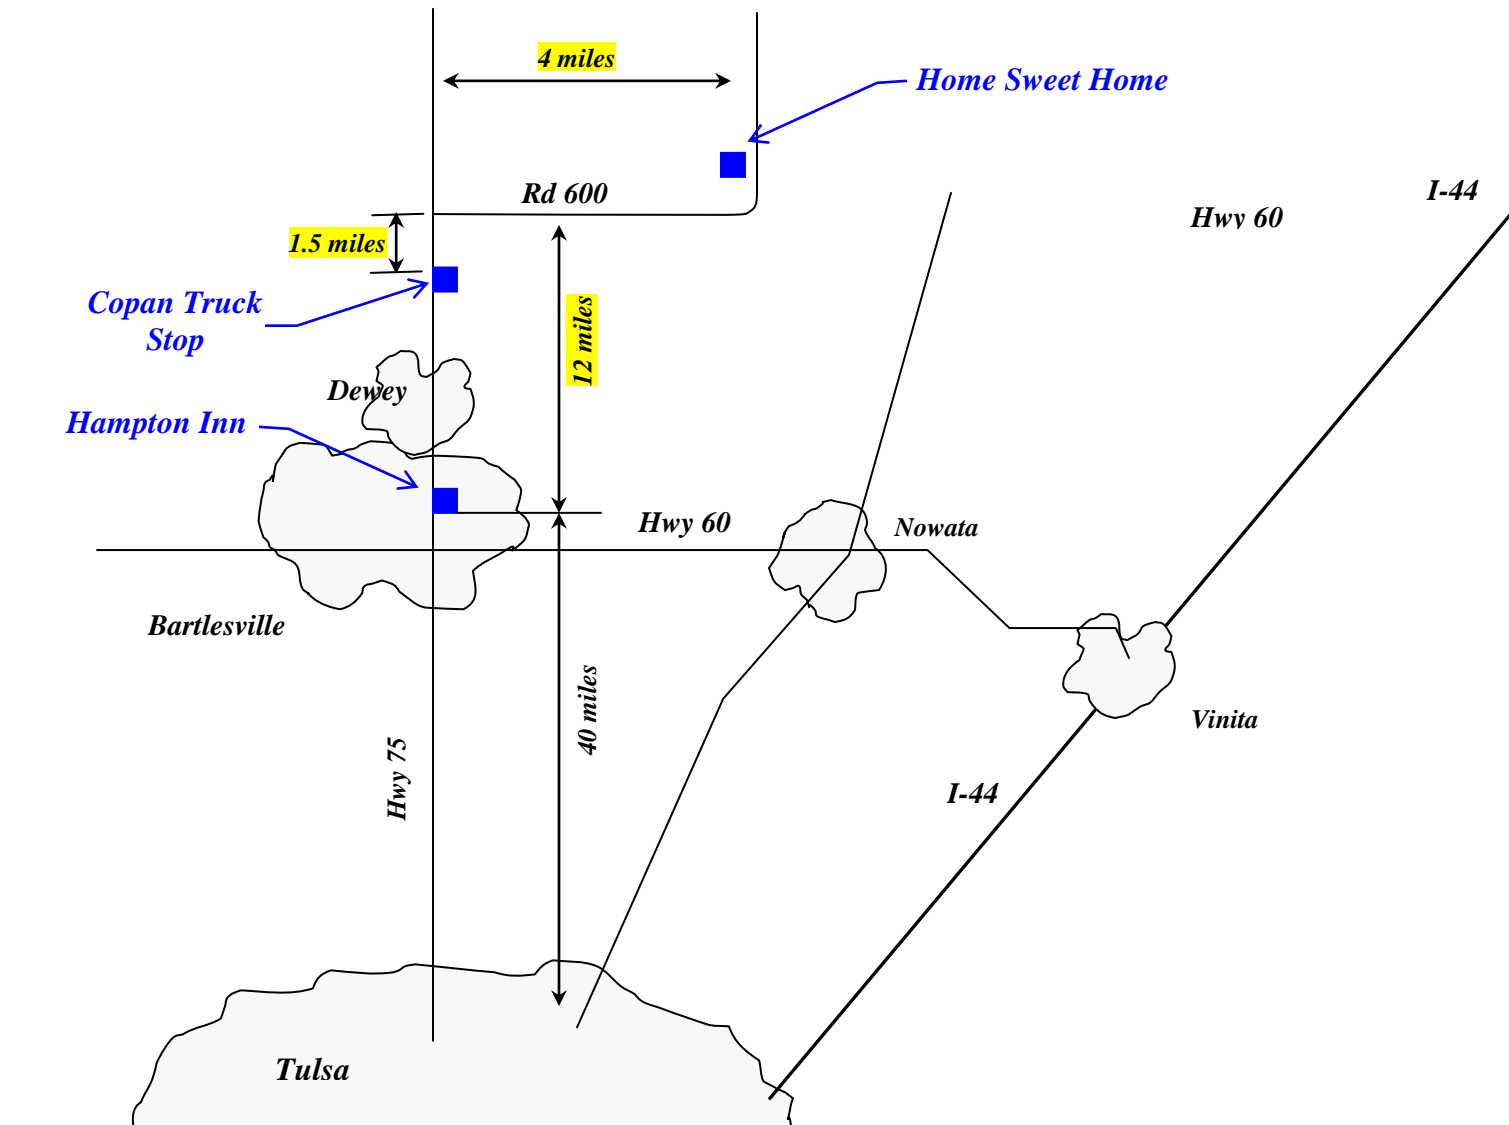 4 miles
Home Sweet Home
Rd 600
I-44
Hwy 60
1.5 miles
Copan Truck
Stop
12 miles
Dewey
Hampton Inn
Hwy 60
Nowata
Bartlesville
40 miles
Vinita
Hwy 75
I-44
Tulsa